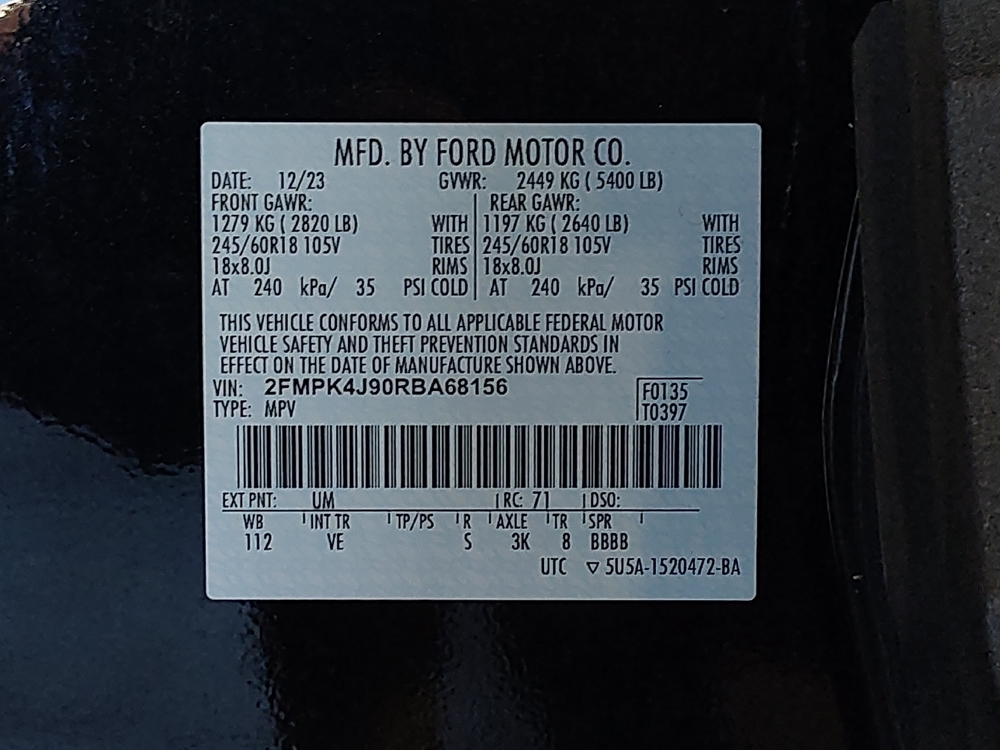 MFD. BY FORD MOTOR CO.
DATE: 12/23 GVWR: 2449 KG ( 5400 LB)
FRONT GAWR: REAR GAWR:
1279 KG ( 2820 LB) WITH 1197 KG ( 2640 LB) WITH
245/60R18 105V TIRES 245/60R18 105V TIRES
18x8.0J RIMS 18x8.0J RIMS
AT 240 kPa/ 35 PSI COLD AT 240 kPa/ 35 PSI COLD
THIS VEHICLE CONFORMS TO ALL APPLICABLE FEDERAL MOTOR
VEHICLE SAFETY AND THEFT PREVENTION STANDARDS IN
EFFECT ON THE DATE OF MANUFACTURE SHOWN ABOVE.
VIN: 2FMPK4J90RBA68156 F0135
TYPE: MPV T0397
EXT PNT: UM RC: 71 DSO:
WB INT TR TP/PS R AXLE TR SPR
112 VE S 3K 8 BBBB
UTC ▽ 5U5A-1520472-BA